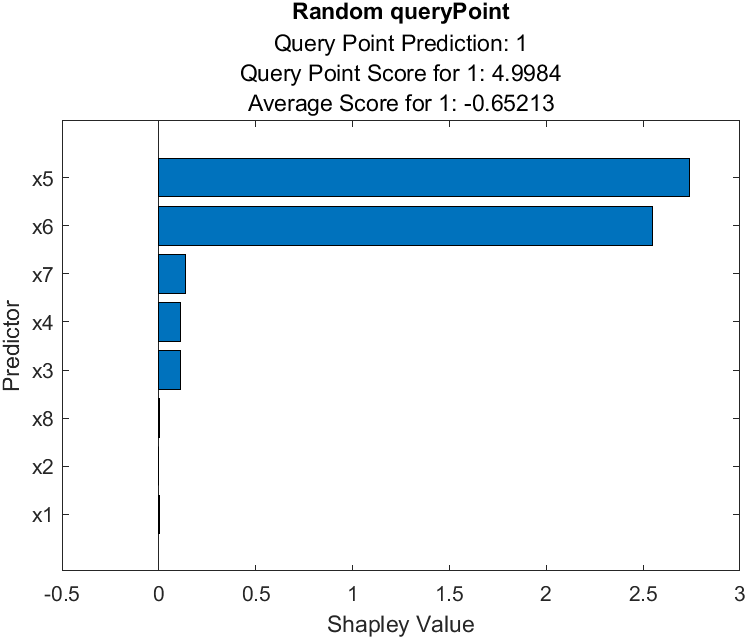 Random queryPoint
Query Point Prediction: 1
Query Point Score for 1: 4.9984
Average Score for 1: -0.65213
Predictor
x5
x6
x7
x4
x3
x8
x2
x1
-0.5 0 0.5 1 1.5 2 2.5 3
Shapley Value